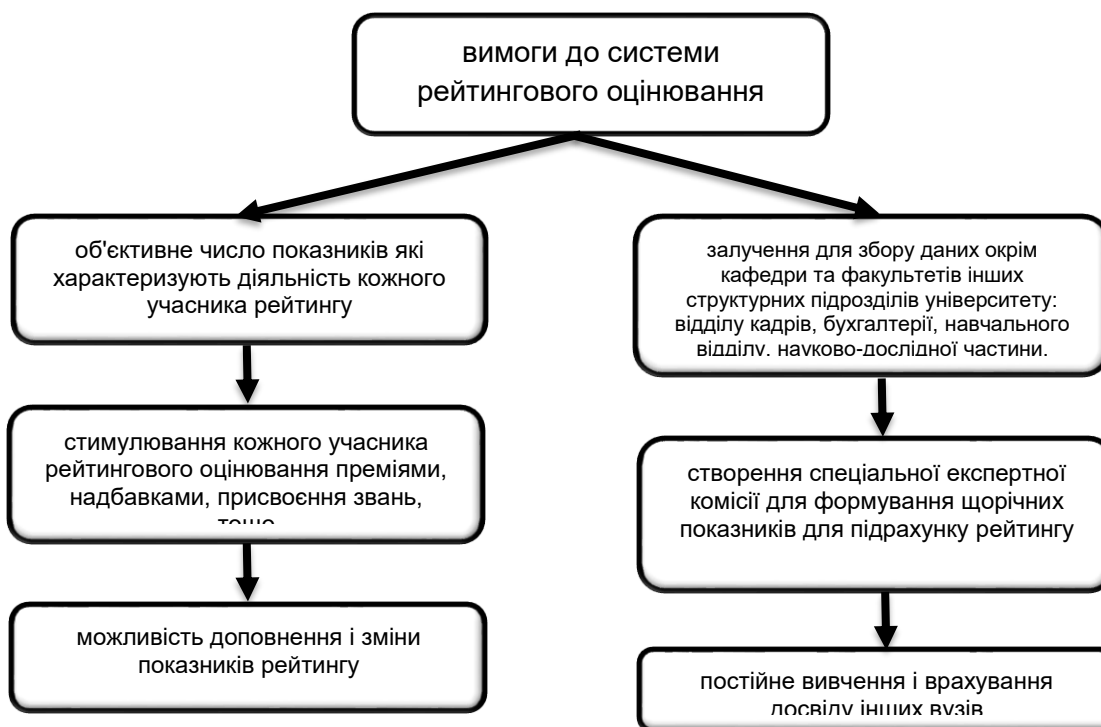 вимоги до системи
рейтингового оцінювання
об'єктивне число показників які
характеризують діяльність кожного
учасника рейтингу
стимулювання кожного учасника
рейтингового оцінювання преміями,
надбавками, присвоєння звань,
тощо
можливість доповнення і зміни
показників рейтингу
залучення для збору даних окрім
кафедри та факультетів інших
структурних підрозділів університету:
відділу кадрів, бухгалтерії, навчального
відділу, науково-дослідної частини.
створення спеціальної експертної
комісії для формування щорічних
показників для підрахунку рейтингу
постійне вивчення і врахування
досвіду інших вузів